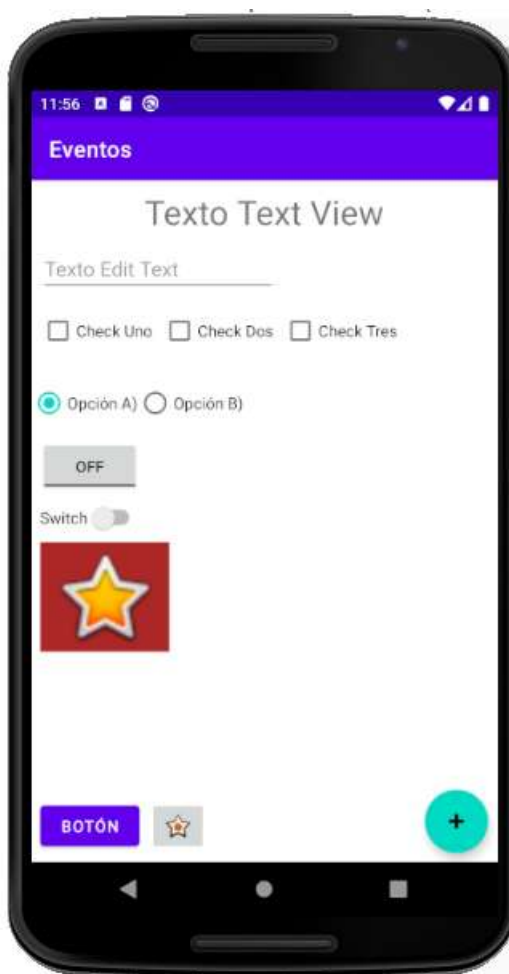 11:56
Eventos
Texto Text View
Texto Edit Text
Check Uno Check Dos Check Tres
Opción A) Opción B)
OFF
Switch
BOTÓN +